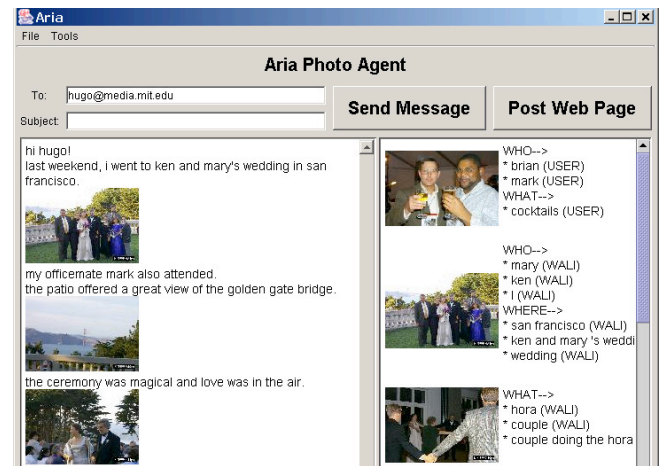 Aria
File Tools
Aria Photo Agent
To: hugo@media.mit.edu
Subject:
Send Message
Post Web Page
hi hugo!
last weekend, i went to ken and mary's wedding in san
francisco.
my officemate mark also attended.
the patio offered a great view of the golden gate bridge.
the ceremony was magical and love was in the air.
WHO-->
* brian (USER)
* mark (USER)
WHAT-->
* cocktails (USER)
WHO-->
* mary (WALI)
* ken (WALI)
* I (WALI)
WHERE-->
* san francisco (WALI)
* ken and mary 's weddi
* wedding (WALI)
WHAT-->
* hora (WALI)
* couple (WALI)
* couple doing the hora